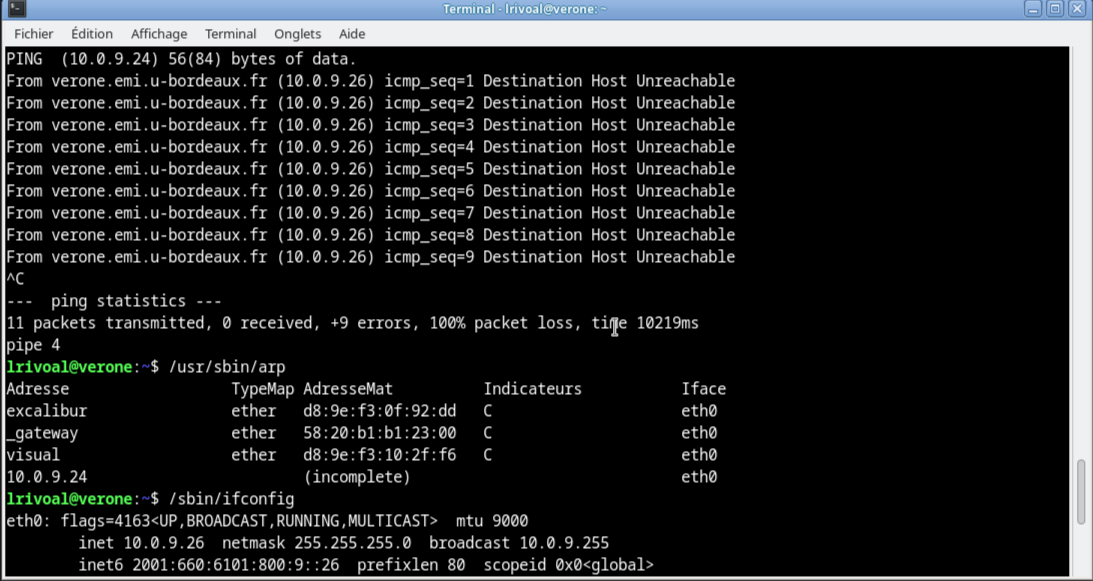 Terminal - lrivoal@verone: ~
Fichier Édition Affichage Terminal Onglets Aide
PING  (10.0.9.24) 56(84) bytes of data.
From verone.emi.u-bordeaux.fr (10.0.9.26) icmp_seq=1 Destination Host Unreachable
From verone.emi.u-bordeaux.fr (10.0.9.26) icmp_seq=2 Destination Host Unreachable
From verone.emi.u-bordeaux.fr (10.0.9.26) icmp_seq=3 Destination Host Unreachable
From verone.emi.u-bordeaux.fr (10.0.9.26) icmp_seq=4 Destination Host Unreachable
From verone.emi.u-bordeaux.fr (10.0.9.26) icmp_seq=5 Destination Host Unreachable
From verone.emi.u-bordeaux.fr (10.0.9.26) icmp_seq=6 Destination Host Unreachable
From verone.emi.u-bordeaux.fr (10.0.9.26) icmp_seq=7 Destination Host Unreachable
From verone.emi.u-bordeaux.fr (10.0.9.26) icmp_seq=8 Destination Host Unreachable
From verone.emi.u-bordeaux.fr (10.0.9.26) icmp_seq=9 Destination Host Unreachable
^C
---  ping statistics ---
11 packets transmitted, 0 received, +9 errors, 100% packet loss, time 10219ms
pipe 4
lrivoal@verone:~$ /usr/sbin/arp
Adresse                  TypeMap AdresseMat          Indicateurs           Iface
excalibur                ether   d8:9e:f3:0f:92:dd   C                     eth0
_gateway                 ether   58:20:b1:b1:23:00   C                     eth0
visual                   ether   d8:9e:f3:10:2f:f6   C                     eth0
10.0.9.24                        (incomplete)                              eth0
lrivoal@verone:~$ /sbin/ifconfig
eth0: flags=4163<UP,BROADCAST,RUNNING,MULTICAST>  mtu 9000
        inet 10.0.9.26  netmask 255.255.255.0  broadcast 10.0.9.255
        inet6 2001:660:6101:800:9::26  prefixlen 80  scopeid 0x0<global>